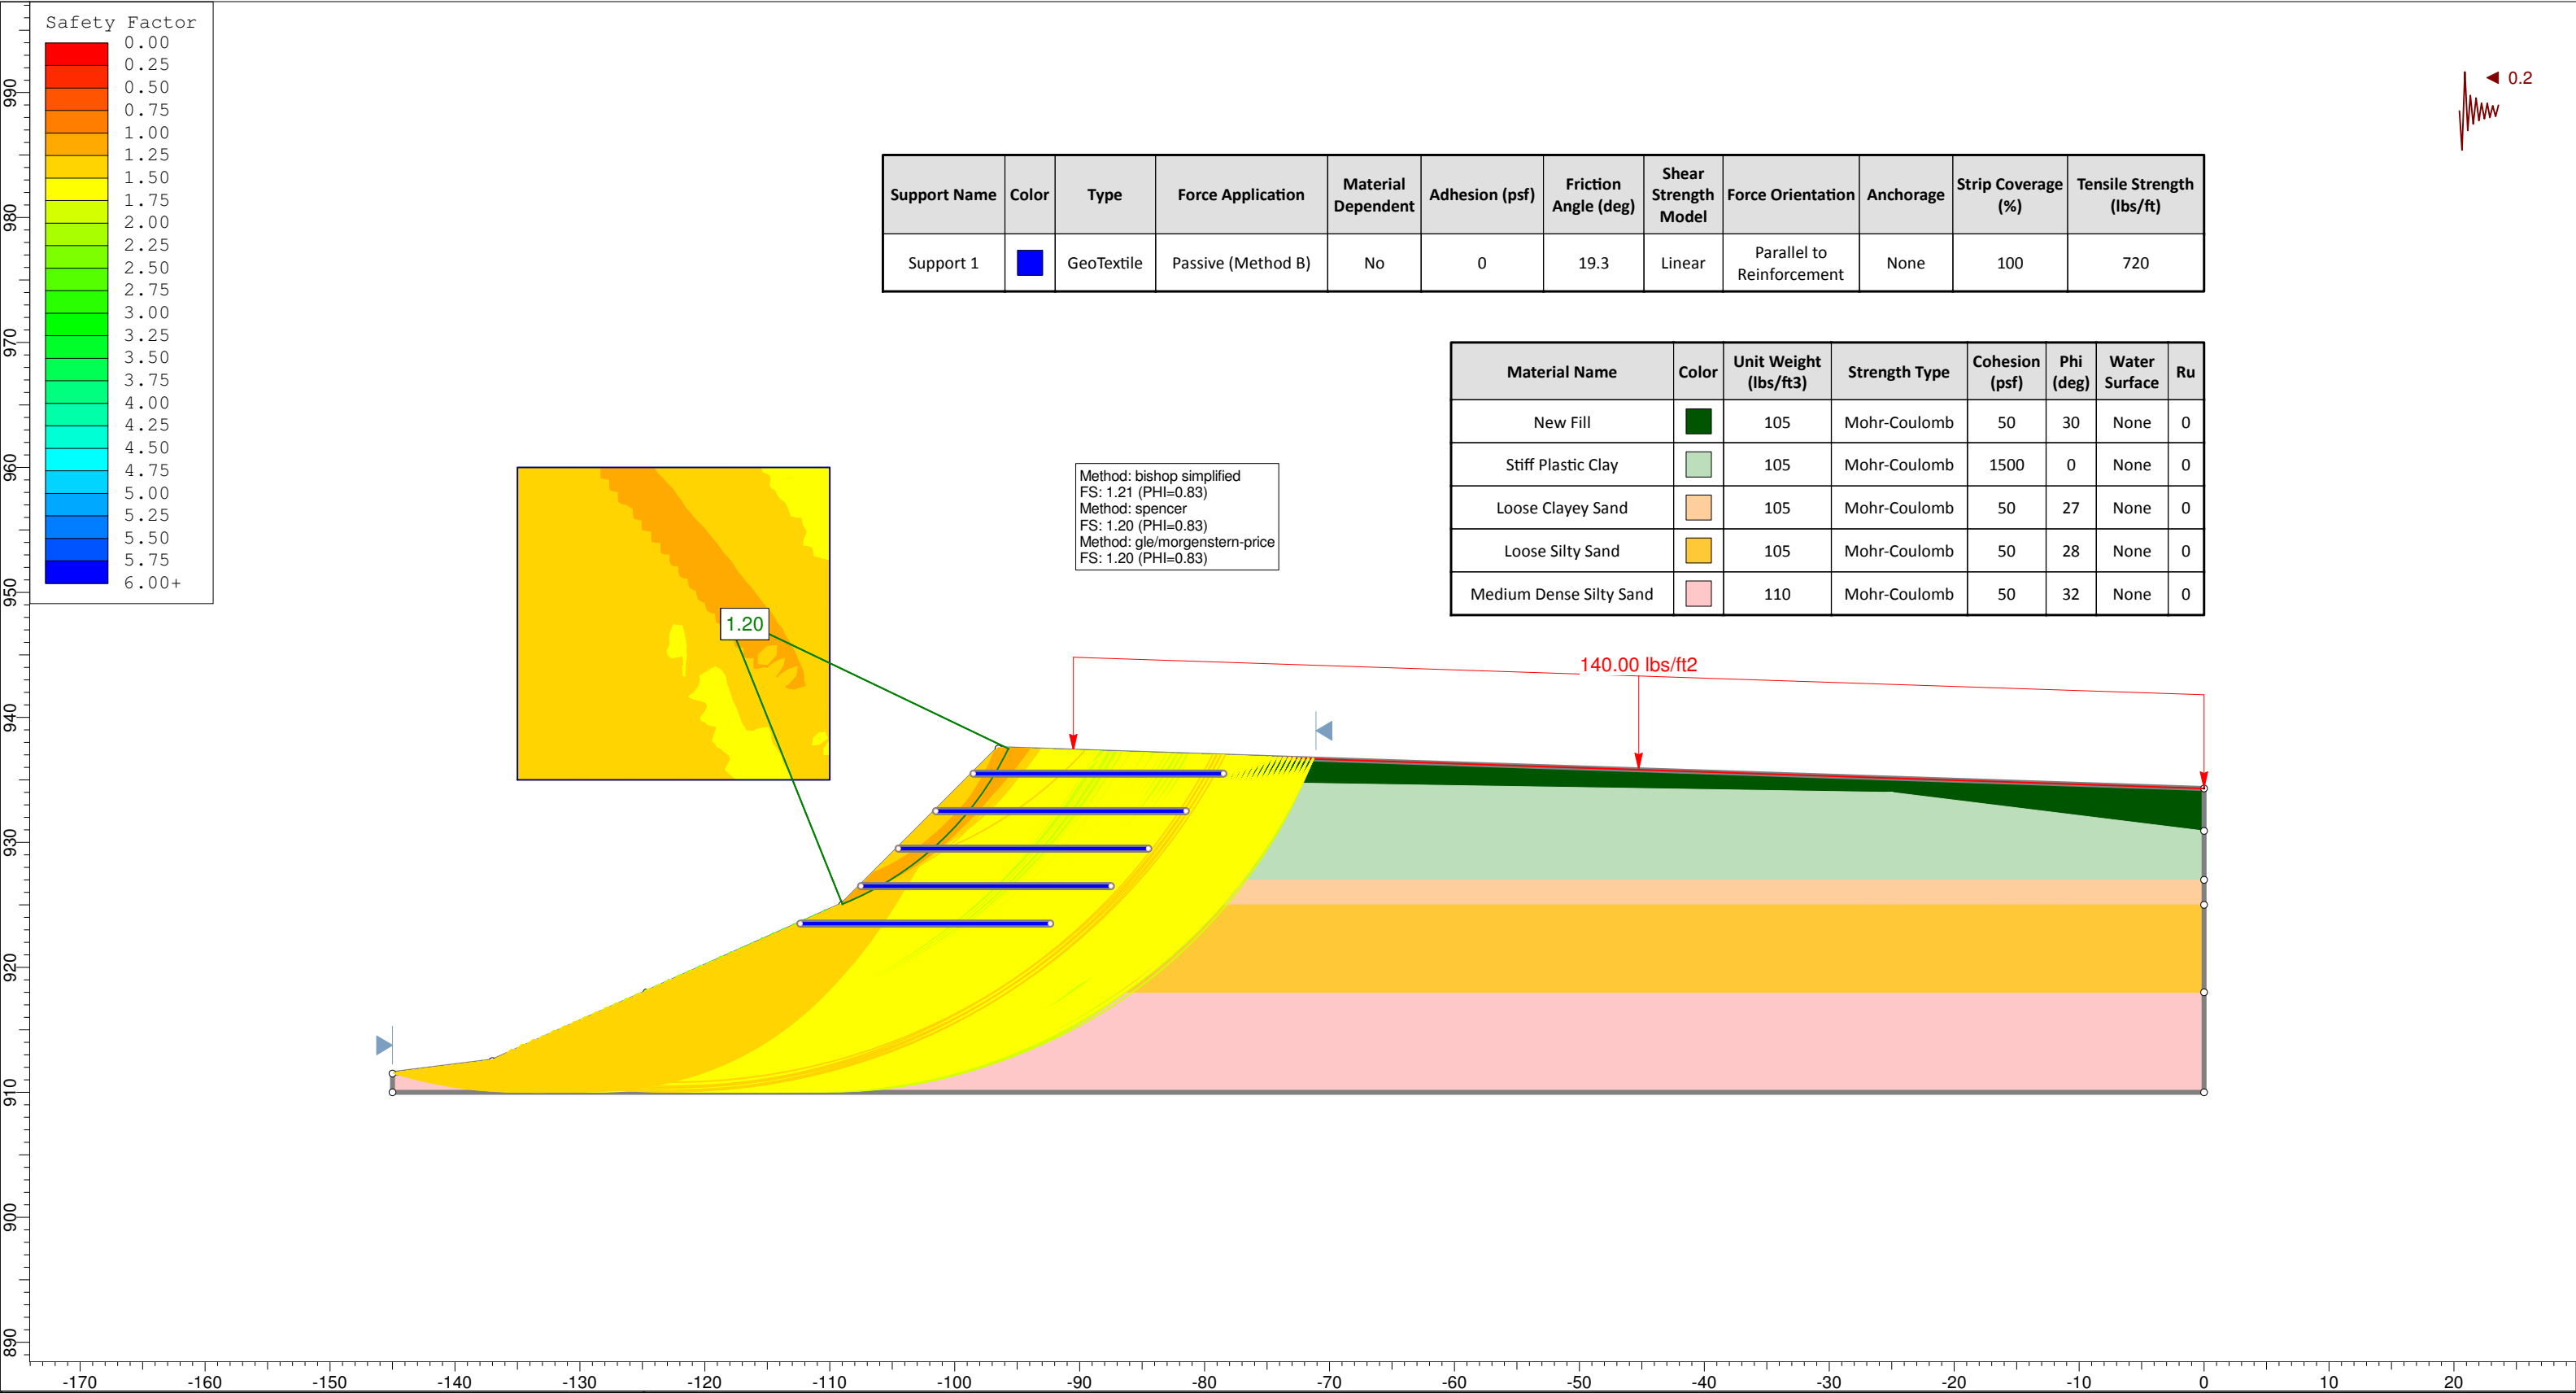 Safety Factor
0.00
0.25
0.50
0.75
1.00
1.25
1.50
1.75
2.00
2.25
2.50
2.75
3.00
3.25
3.50
3.75
4.00
4.25
4.50
4.75
5.00
5.25
5.50
5.75
6.00+
0.2
Support Name Color Type Force Application Material Dependent Adhesion (psf) Friction Angle (deg) Shear Strength Model Force Orientation Anchorage Strip Coverage (%) Tensile Strength (lbs/ft)
Support 1 GeoTextile Passive (Method B) No 0 19.3 Linear Parallel to Reinforcement None 100 720
Material Name Color Unit Weight (lbs/ft3) Strength Type Cohesion (psf) Phi (deg) Water Surface Ru
New Fill 105 Mohr-Coulomb 50 30 None 0
Stiff Plastic Clay 105 Mohr-Coulomb 1500 0 None 0
Loose Clayey Sand 105 Mohr-Coulomb 50 27 None 0
Loose Silty Sand 105 Mohr-Coulomb 50 28 None 0
Medium Dense Silty Sand 110 Mohr-Coulomb 50 32 None 0
Method: bishop simplified
FS: 1.21 (PHI=0.83)
Method: spencer
FS: 1.20 (PHI=0.83)
Method: gle/morgenstern-price
FS: 1.20 (PHI=0.83)
1.20
140.00 lbs/ft2
990
980
970
960
950
940
930
920
910
900
890
-170 -160 -150 -140 -130 -120 -110 -100 -90 -80 -70 -60 -50 -40 -30 -20 -10 0 10 20